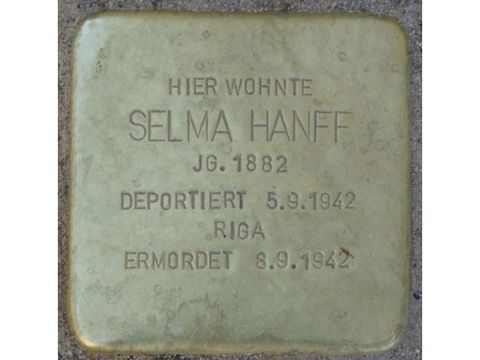 HIER WOHNTE
SELMA HANFF
JG. 1882
DEPORTIERT 5.9.1942
RIGA
ERMORDET 8.9.1942